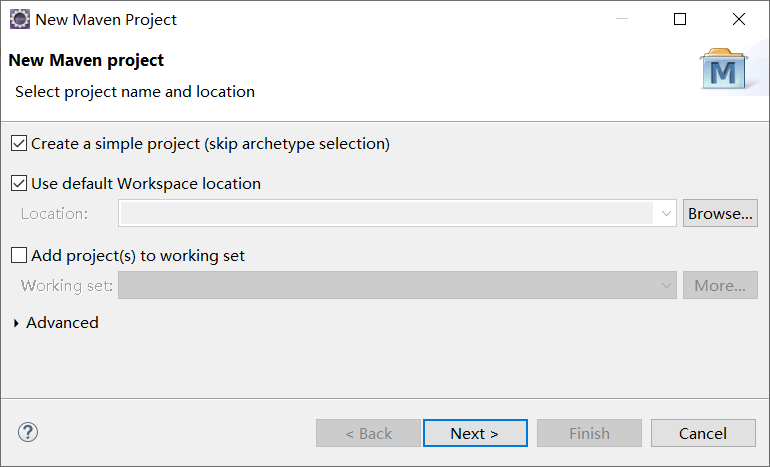 New Maven Project
New Maven project
Select project name and location
M
Create a simple project (skip archetype selection)
Use default Workspace location
Location:
Browse...
Add project(s) to working set
Working set:
More...
Advanced
?
< Back
Next >
Finish
Cancel